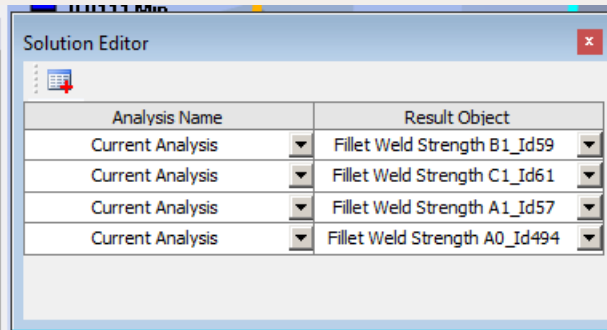 Solution Editor
x
Analysis Name Result Object
Current Analysis Fillet Weld Strength B1_Id59
Current Analysis Fillet Weld Strength C1_Id61
Current Analysis Fillet Weld Strength A1_Id57
Current Analysis Fillet Weld Strength A0_Id494